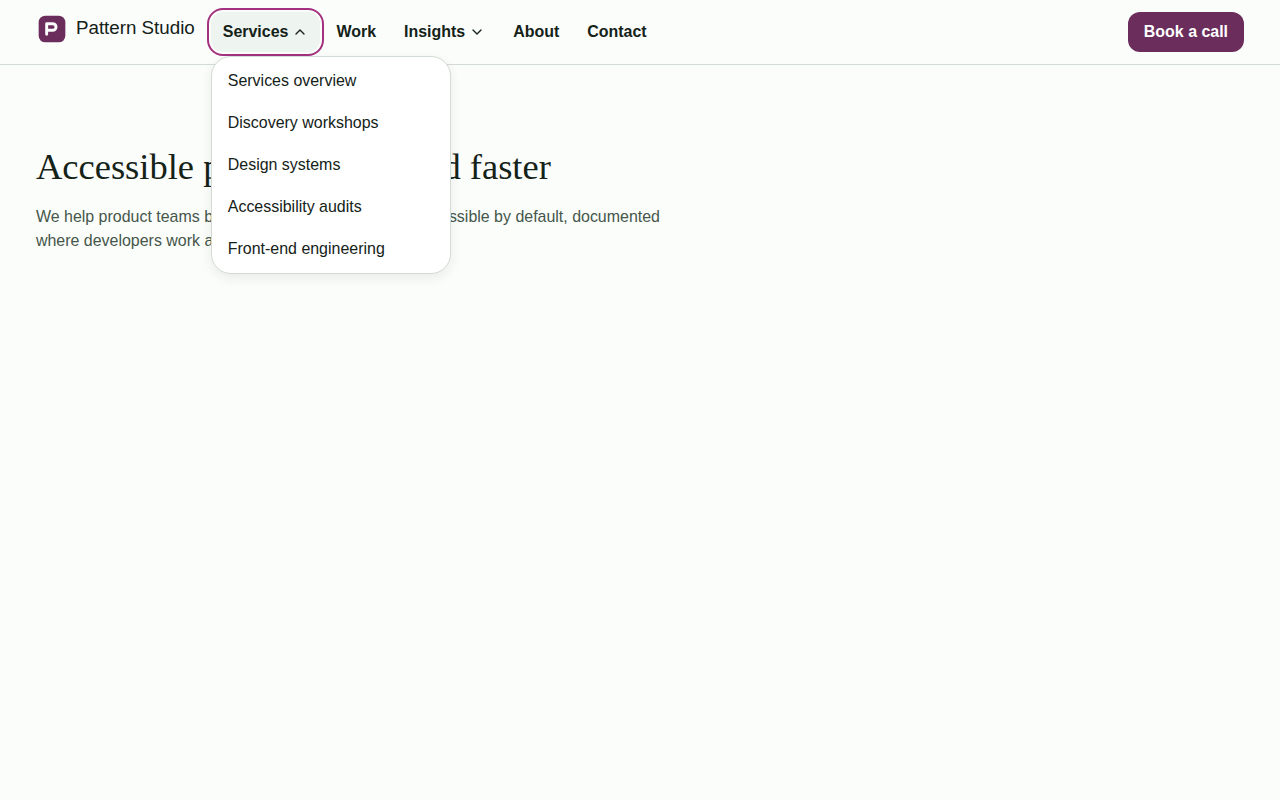 Pattern Studio
Services
Work
Insights
About
Contact
Book a call
Services overview
Discovery workshops
Design systems
Accessibility audits
Front-end engineering
Accessible faster
We help product teams ssible by default, documented
where developers work